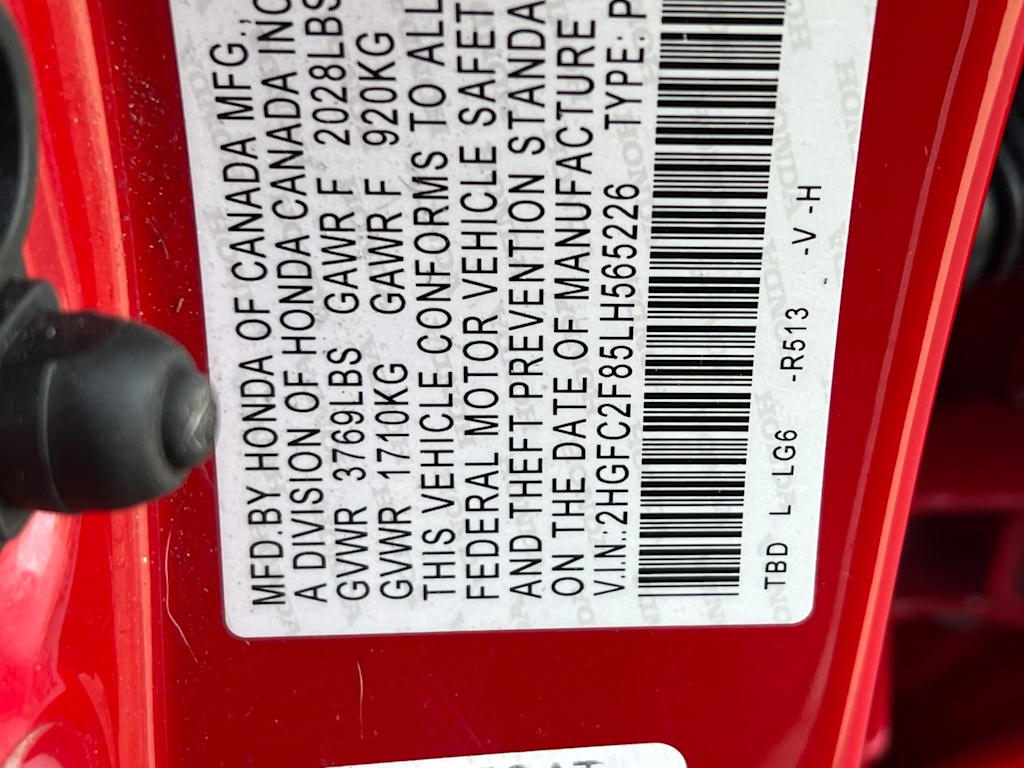 MFD.BY HONDA OF CANADA MFG.,
A DIVISION OF HONDA CANADA INC
GVWR 3769LBS GAWR F 2028LBS
GVWR 1710KG GAWR F 920KG
THIS VEHICLE CONFORMS TO ALL
FEDERAL MOTOR VEHICLE SAFET
AND THEFT PREVENTION STANDA
ON THE DATE OF MANUFACTURE
V.I.N.:2HGFC2F85LH565226 TYPE:P
TBD L LG6 -R513 -V -H